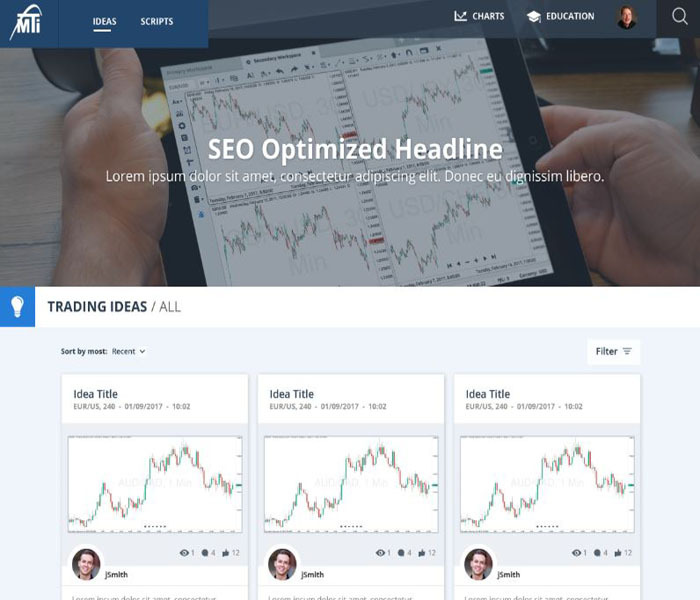 MTi
IDEAS
SCRIPTS
CHARTS
EDUCATION
SEO Optimized Headline
Lorem ipsum dolor sit amet, consectetur adipiscing elit. Donec eu dignissim libero.
TRADING IDEAS / ALL
Sort by most: Recent
Filter
Idea Title
EUR/US, 240 - 01/09/2017 - 10:02
1 4 12
jSmith
Idea Title
EUR/US, 240 - 01/09/2017 - 10:02
1 4 12
jSmith
Idea Title
EUR/US, 240 - 01/09/2017 - 10:02
1 4 12
jSmith